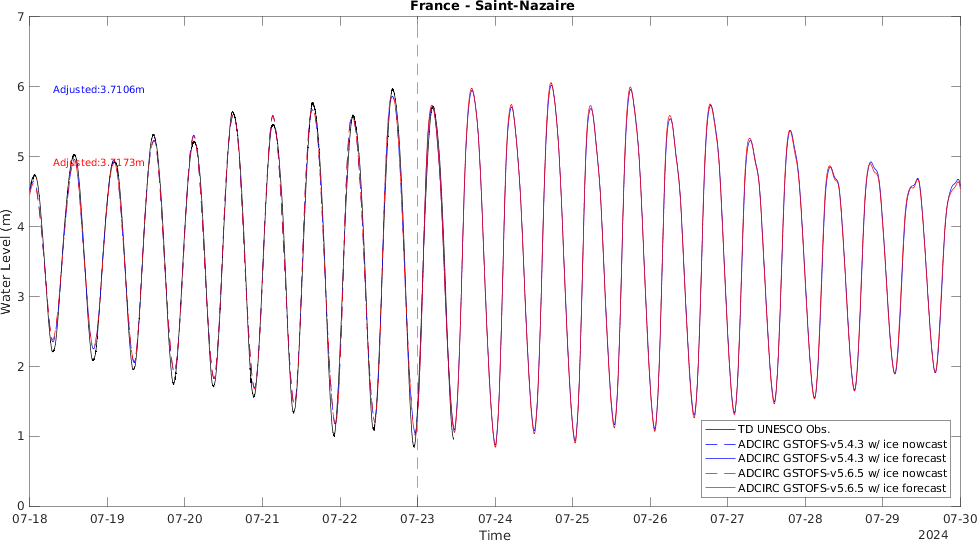 France - Saint-Nazaire
7
6
5
4
3
2
1
0
Water Level (m)
Adjusted:3.7106m
Adjusted:3.7173m
TD UNESCO Obs.
ADCIRC GSTOFS-v5.4.3 w/ ice nowcast
ADCIRC GSTOFS-v5.4.3 w/ ice forecast
ADCIRC GSTOFS-v5.6.5 w/ ice nowcast
ADCIRC GSTOFS-v5.6.5 w/ ice forecast
07-18 07-19 07-20 07-21 07-22 07-23 07-24 07-25 07-26 07-27 07-28 07-29 07-30
Time
2024